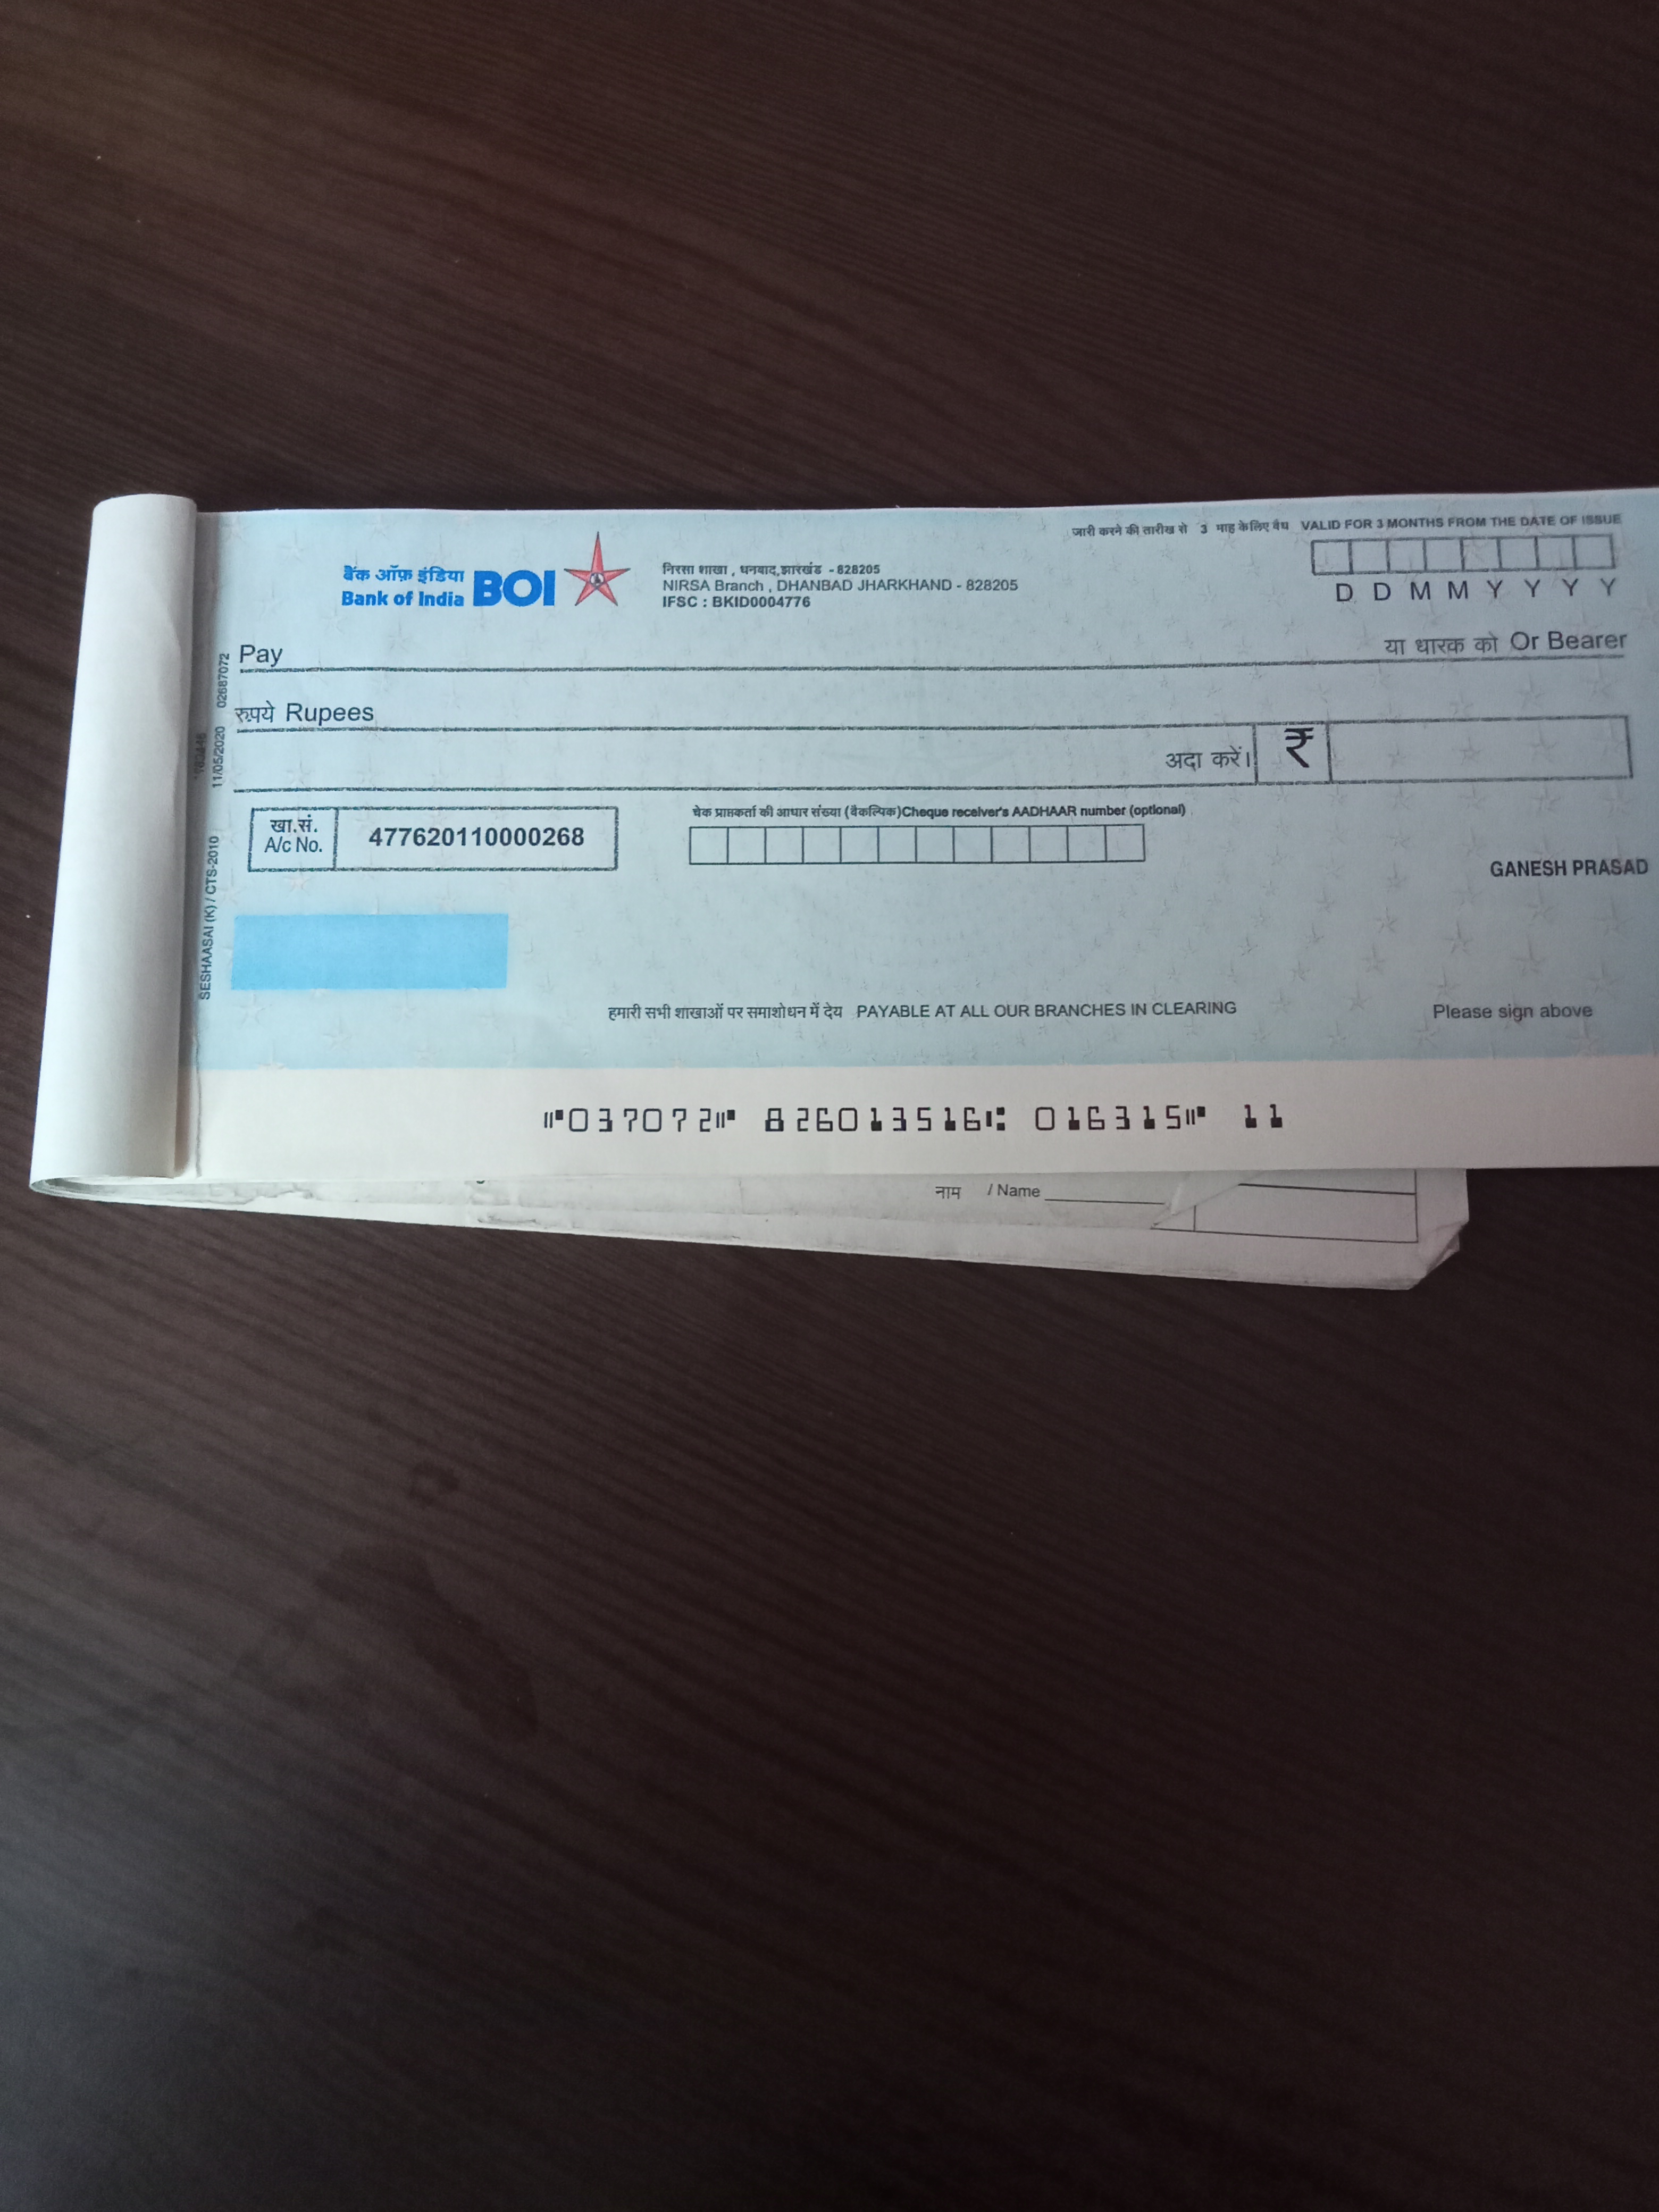 जारी करने की तारीख से 3 माह के लिए वैध VALID FOR 3 MONTHS FROM THE DATE OF ISSUE
बैंक ऑफ़ इंडिया
Bank of India BOI
निरसा शाखा , धनबाद,झारखंड - 828205
NIRSA Branch , DHANBAD JHARKHAND - 828205
IFSC : BKID0004776
D D M M Y Y Y Y
Pay
या धारक को Or Bearer
रुपये Rupees
अदा करें। ₹
खा.सं.
A/c No. 477620110000268
चेक प्राप्तकर्ता की आधार संख्या (वैकल्पिक)Cheque receiver's AADHAAR number (optional)
GANESH PRASAD
हमारी सभी शाखाओं पर समाशोधन में देय PAYABLE AT ALL OUR BRANCHES IN CLEARING
Please sign above
SESHAASAI (K) / CTS-2010
11/05/2020 02687072
⑈037072⑈ 826013516⑆ 016315⑈ 11
नाम / Name